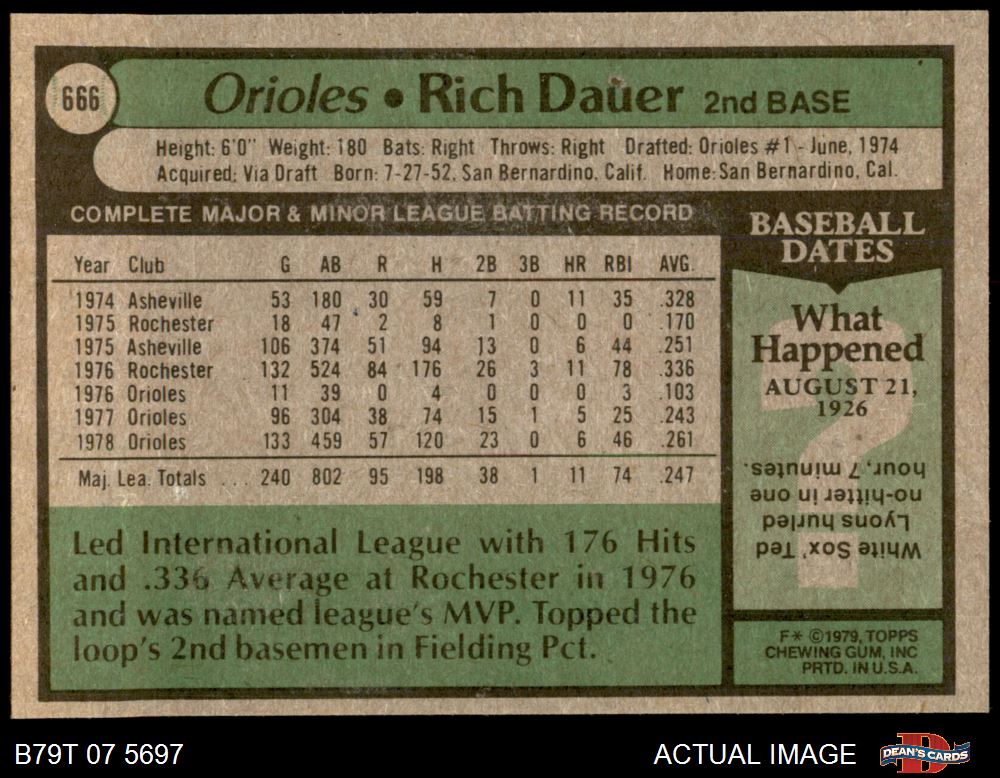 666
Orioles • Rich Dauer 2nd BASE
Height: 6'0" Weight: 180 Bats: Right Throws: Right Drafted: Orioles #1 - June, 1974
Acquired: Via Draft Born: 7-27-52, San Bernardino, Calif. Home: San Bernardino, Cal.
COMPLETE MAJOR & MINOR LEAGUE BATTING RECORD
Year Club G AB R H 2B 3B HR RBI AVG.
1974 Asheville 53 180 30 59 7 0 11 35 .328
1975 Rochester 18 47 2 8 1 0 0 0 .170
1975 Asheville 106 374 51 94 13 0 6 44 .251
1976 Rochester 132 524 84 176 26 3 11 78 .336
1976 Orioles 11 39 0 4 0 0 0 3 .103
1977 Orioles 96 304 38 74 15 1 5 25 .243
1978 Orioles 133 459 57 120 23 0 6 46 .261
Maj. Lea. Totals ... 240 802 95 198 38 1 11 74 .247
Led International League with 176 Hits
and .336 Average at Rochester in 1976
and was named league's MVP. Topped the
loop's 2nd basemen in Fielding Pct.
BASEBALL
DATES
What
Happened
AUGUST 21,
1926
White Sox' Ted
Lyons hurled
no-hitter in one
hour, 7 minutes.
F* ©1979, TOPPS
CHEWING GUM, INC
PRTD. IN U.S.A.
B79T 07 5697
ACTUAL IMAGE
DEAN'S CARDS